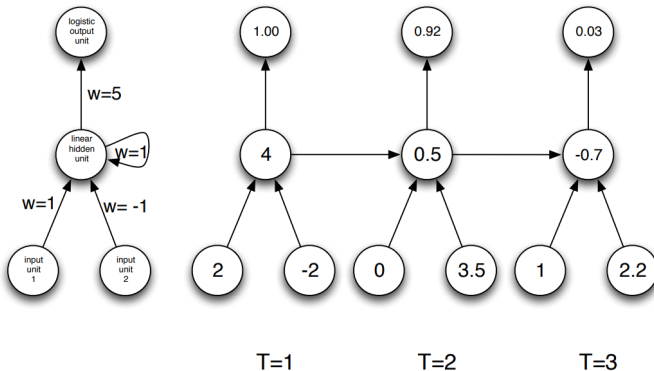 logistic
output
unit
1.00
0.92
0.03
w=5
linear
hidden
unit
w=1
4
0.5
-0.7
w=1
w= -1
input
unit
1
input
unit
2
2
-2
0
3.5
1
2.2
T=1
T=2
T=3